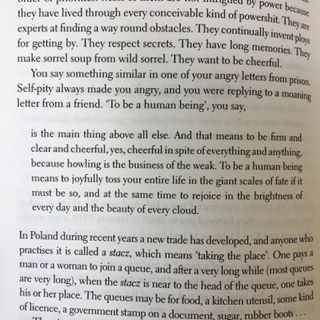 they have lived through every conceivable kind of powershit. They are
experts at finding a way round obstacles. They continually invent ploys
for getting by. They respect secrets. They have long memories. They
make sorrel soup from wild sorrel. They want to be cheerful.
You say something similar in one of your angry letters from prison.
Self-pity always made you angry, and you were replying to a moaning
letter from a friend. 'To be a human being', you say,
is the main thing above all else. And that means to be firm and
clear and cheerful, yes, cheerful in spite of everything and anything,
because howling is the business of the weak. To be a human being
means to joyfully toss your entire life in the giant scales of fate if it
must be so, and at the same time to rejoice in the brightness of
every day and the beauty of every cloud.
In Poland during recent years a new trade has developed, and anyone who
practises it is called a stacz, which means 'taking the place'. One pays a
man or a woman to join a queue, and after a very long while (most queues
are very long), when the stacz is near to the head of the queue, one takes
his or her place. The queues may be for food, a kitchen utensil, some kind
of licence, a government stamp on a document, sugar, rubber boots . . .